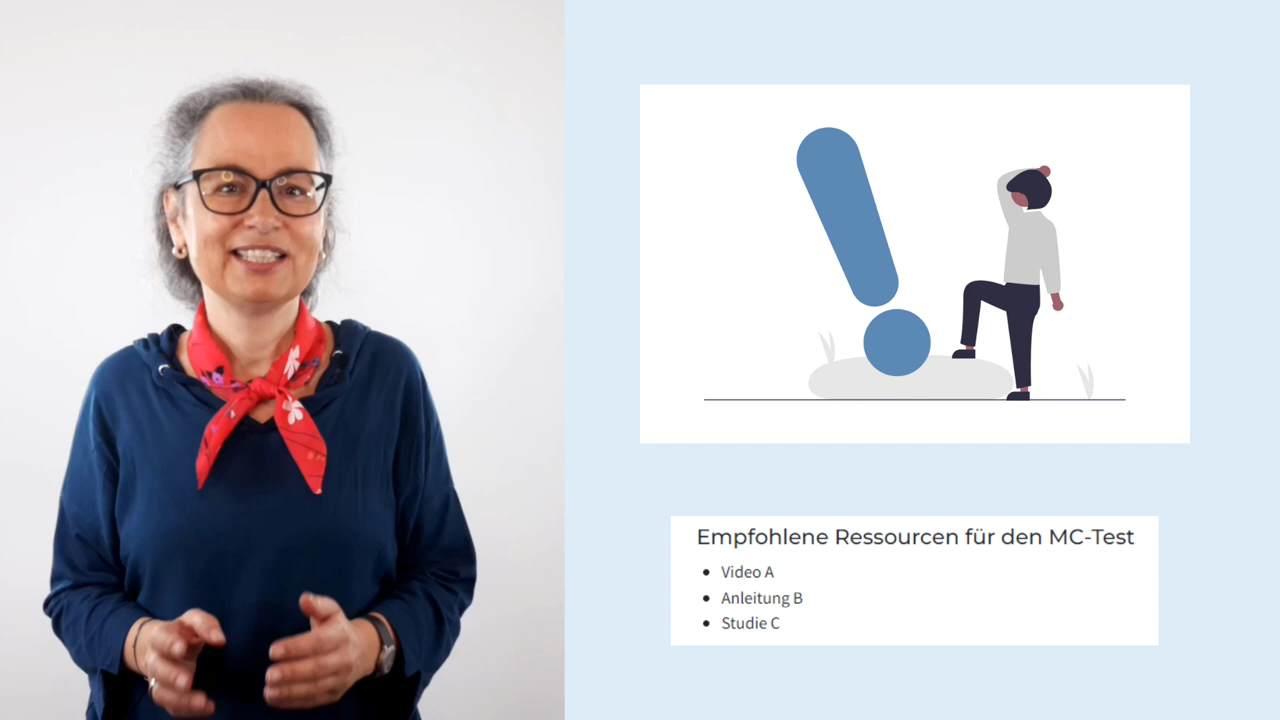 Empfohlene Ressourcen für den MC-Test
Video A
Anleitung B
Studie C